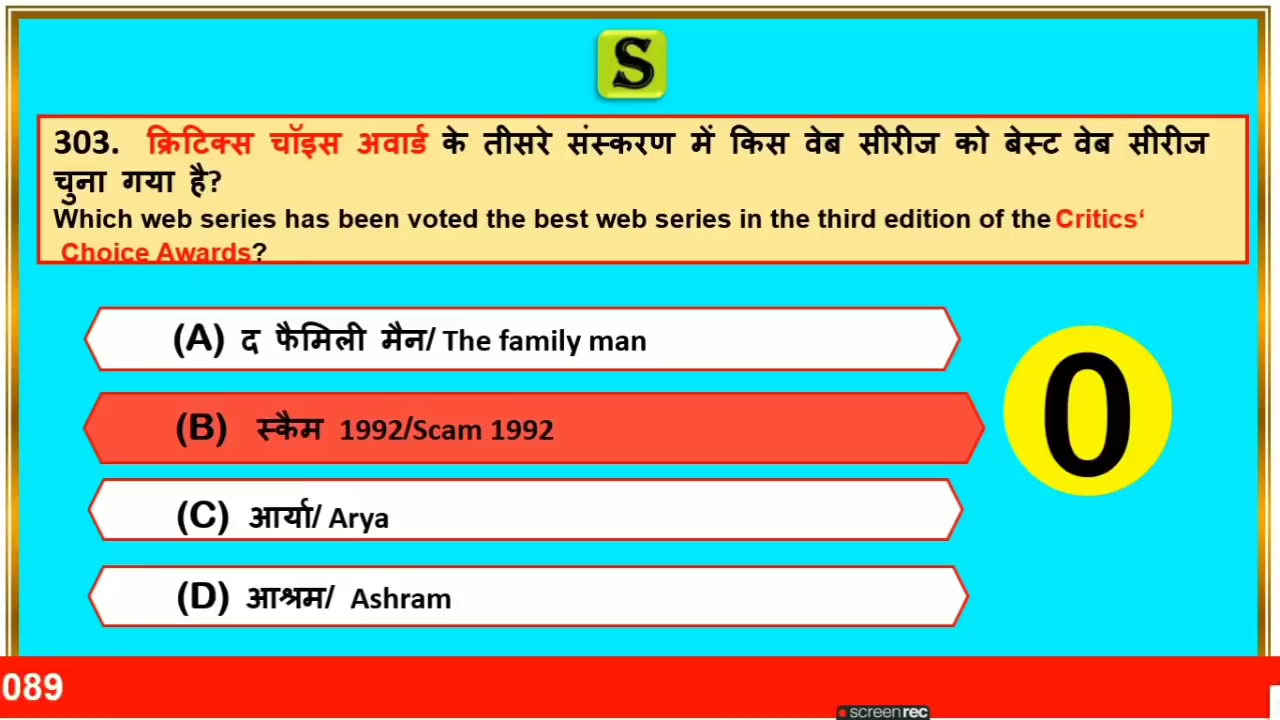 S
303. क्रिटिक्स चॉइस अवार्ड के तीसरे संस्करण में किस वेब सीरीज को बेस्ट वेब सीरीज
चुना गया है?
Which web series has been voted the best web series in the third edition of the Critics‘
Choice Awards?
(A) द फैमिली मैन/ The family man
(B) स्कैम 1992/Scam 1992
0
(C) आर्या/ Arya
(D) आश्रम/ Ashram
089
screenrec